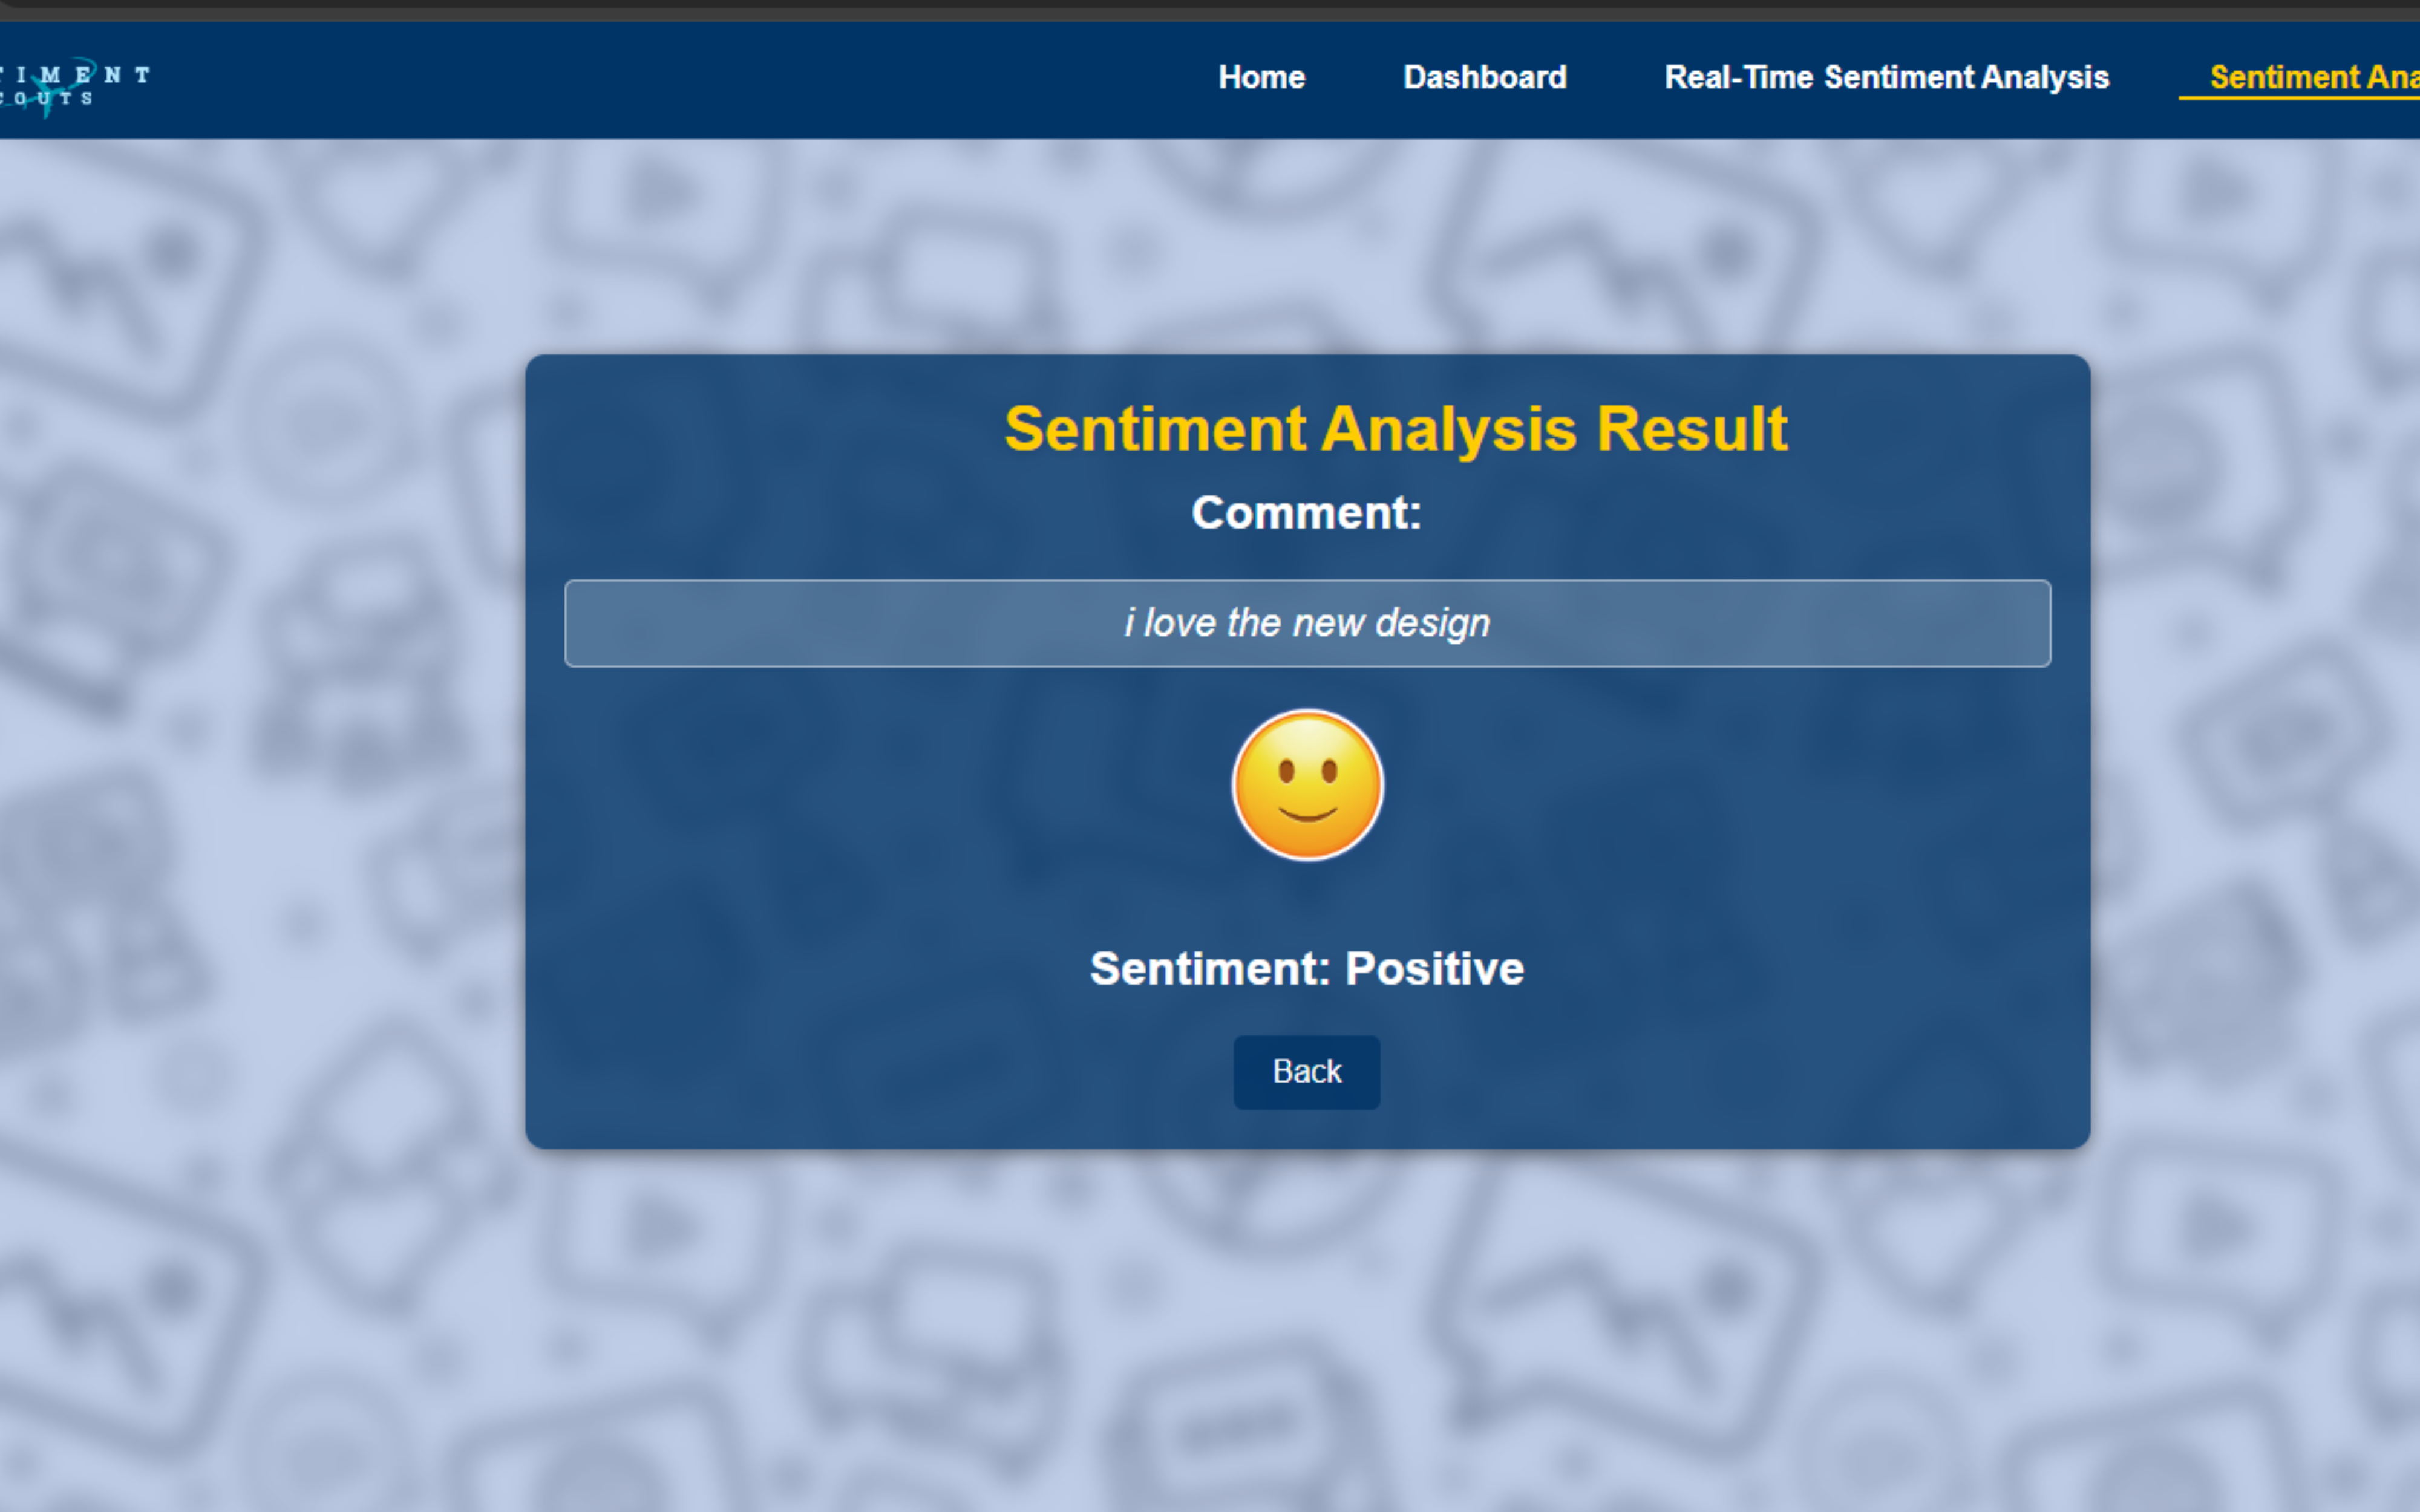 TIMENT
OUTS
Home Dashboard Real-Time Sentiment Analysis Sentiment Ana
Sentiment Analysis Result
Comment:
i love the new design
Sentiment: Positive
Back